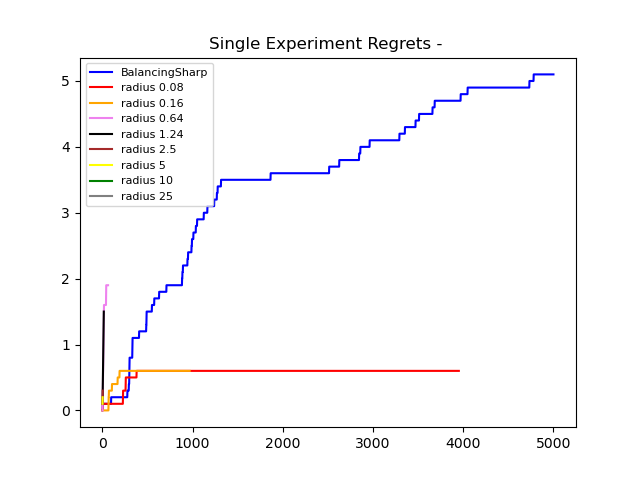 Single Experiment Regrets -
BalancingSharp
radius 0.08
radius 0.16
radius 0.64
radius 1.24
radius 2.5
radius 5
radius 10
radius 25
5
4
3
2
1
0
0 1000 2000 3000 4000 5000